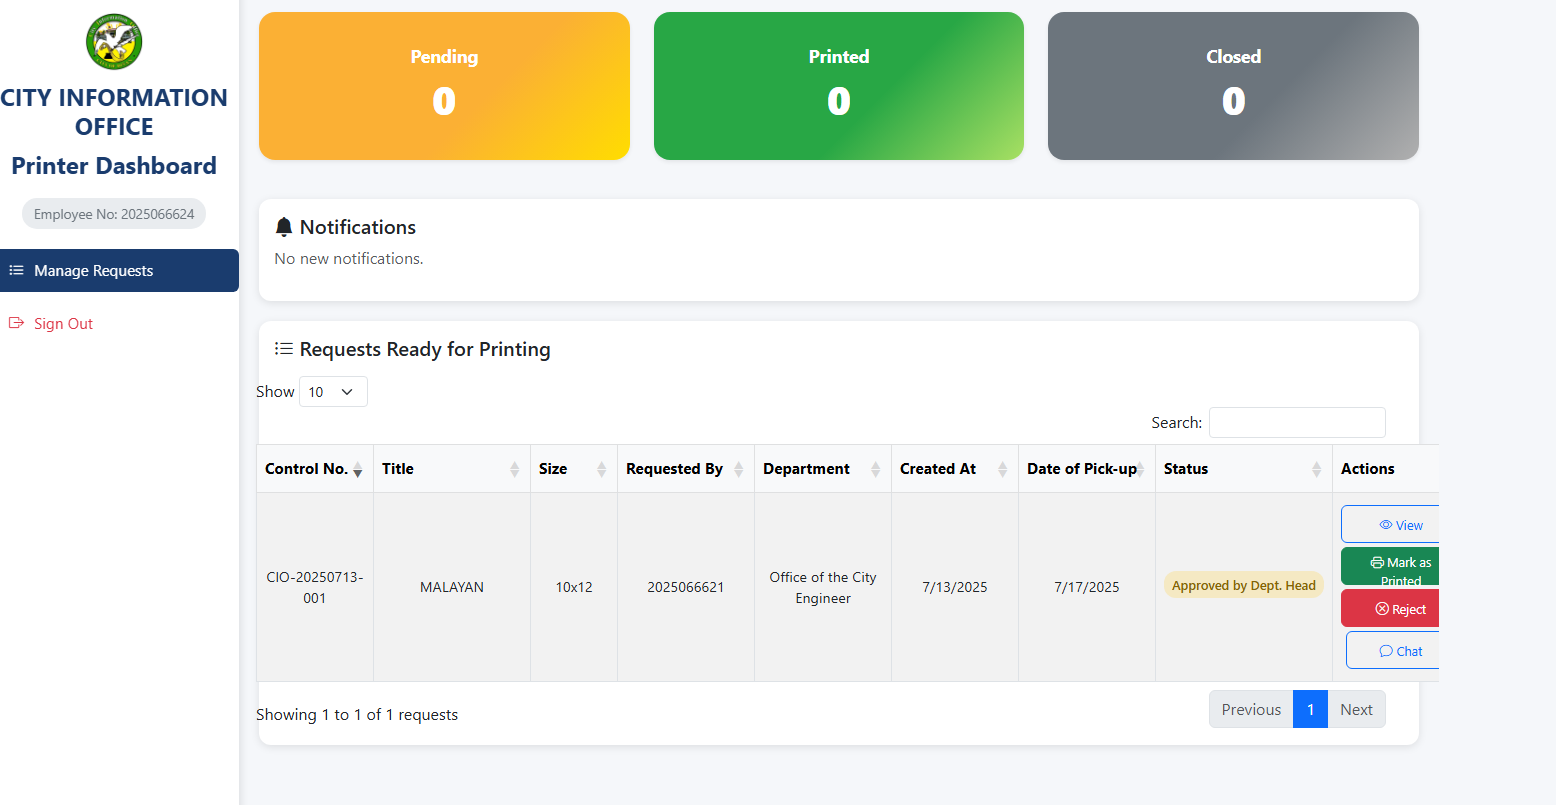 CITY INFORMATION
OFFICE
Printer Dashboard
Employee No: 2025066624
Manage Requests
Sign Out
Pending
0
Printed
0
Closed
0
Notifications
No new notifications.
Requests Ready for Printing
Show 10
Search:
Control No. Title Size Requested By Department Created At Date of Pick-up Status Actions
CIO-20250713-
001
MALAYAN
10x12
2025066621
Office of the City
Engineer
7/13/2025
7/17/2025
Approved by Dept. Head
View
Mark as
Printed
Reject
Chat
Showing 1 to 1 of 1 requests
Previous 1 Next